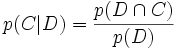 p(C|D) = p(D ∩ C) / p(D)